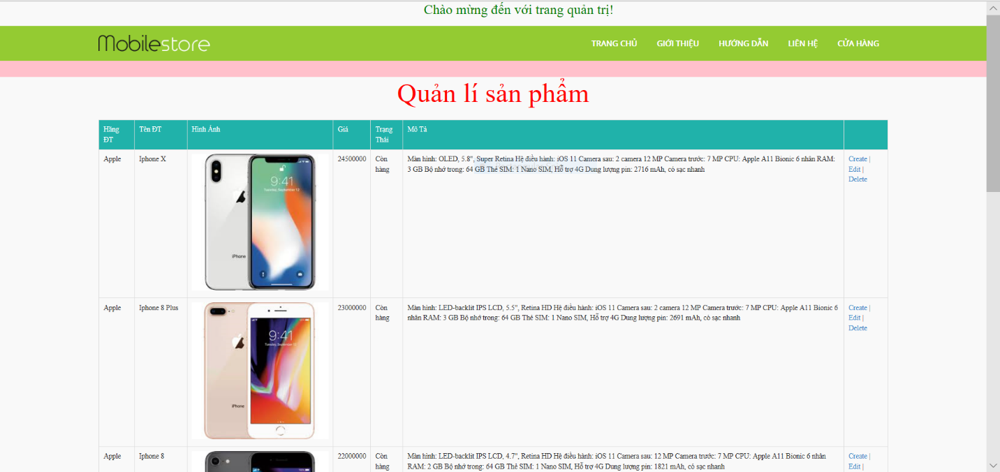 Chào mừng đến với trang quản trị!
Mobilestore
TRANG CHỦ GIỚI THIỆU HƯỚNG DẪN LIÊN HỆ CỬA HÀNG
Quản lí sản phẩm
Hãng ĐT
Tên ĐT
Hình Ảnh
Giá
Trạng Thái
Mô Tả
Apple
Iphone X
9:41
Tuesday, September 12
iPhone
24500000
Còn hàng
Màn hình: OLED, 5.8", Super Retina Hệ điều hành: iOS 11 Camera sau: 2 camera 12 MP Camera trước: 7 MP CPU: Apple A11 Bionic 6 nhân RAM:
3 GB Bộ nhớ trong: 64 GB Thẻ SIM: 1 Nano SIM, Hỗ trợ 4G Dung lượng pin: 2716 mAh, có sạc nhanh
Create |
Edit |
Delete
Apple
Iphone 8 Plus
9:41
Tuesday, September 12
iPhone
23000000
Còn hàng
Màn hình: LED-backlit IPS LCD, 5.5", Retina HD Hệ điều hành: iOS 11 Camera sau: 2 camera 12 MP Camera trước: 7 MP CPU: Apple A11 Bionic 6
nhân RAM: 3 GB Bộ nhớ trong: 64 GB Thẻ SIM: 1 Nano SIM, Hỗ trợ 4G Dung lượng pin: 2691 mAh, có sạc nhanh
Create |
Edit |
Delete
Apple
Iphone 8
22000000
Còn hàng
Màn hình: LED-backlit IPS LCD, 4.7", Retina HD Hệ điều hành: iOS 11 Camera sau: 12 MP Camera trước: 7 MP CPU: Apple A11 Bionic 6 nhân
RAM: 2 GB Bộ nhớ trong: 64 GB Thẻ SIM: 1 Nano SIM, Hỗ trợ 4G Dung lượng pin: 1821 mAh, có sạc nhanh
Create |
Edit |